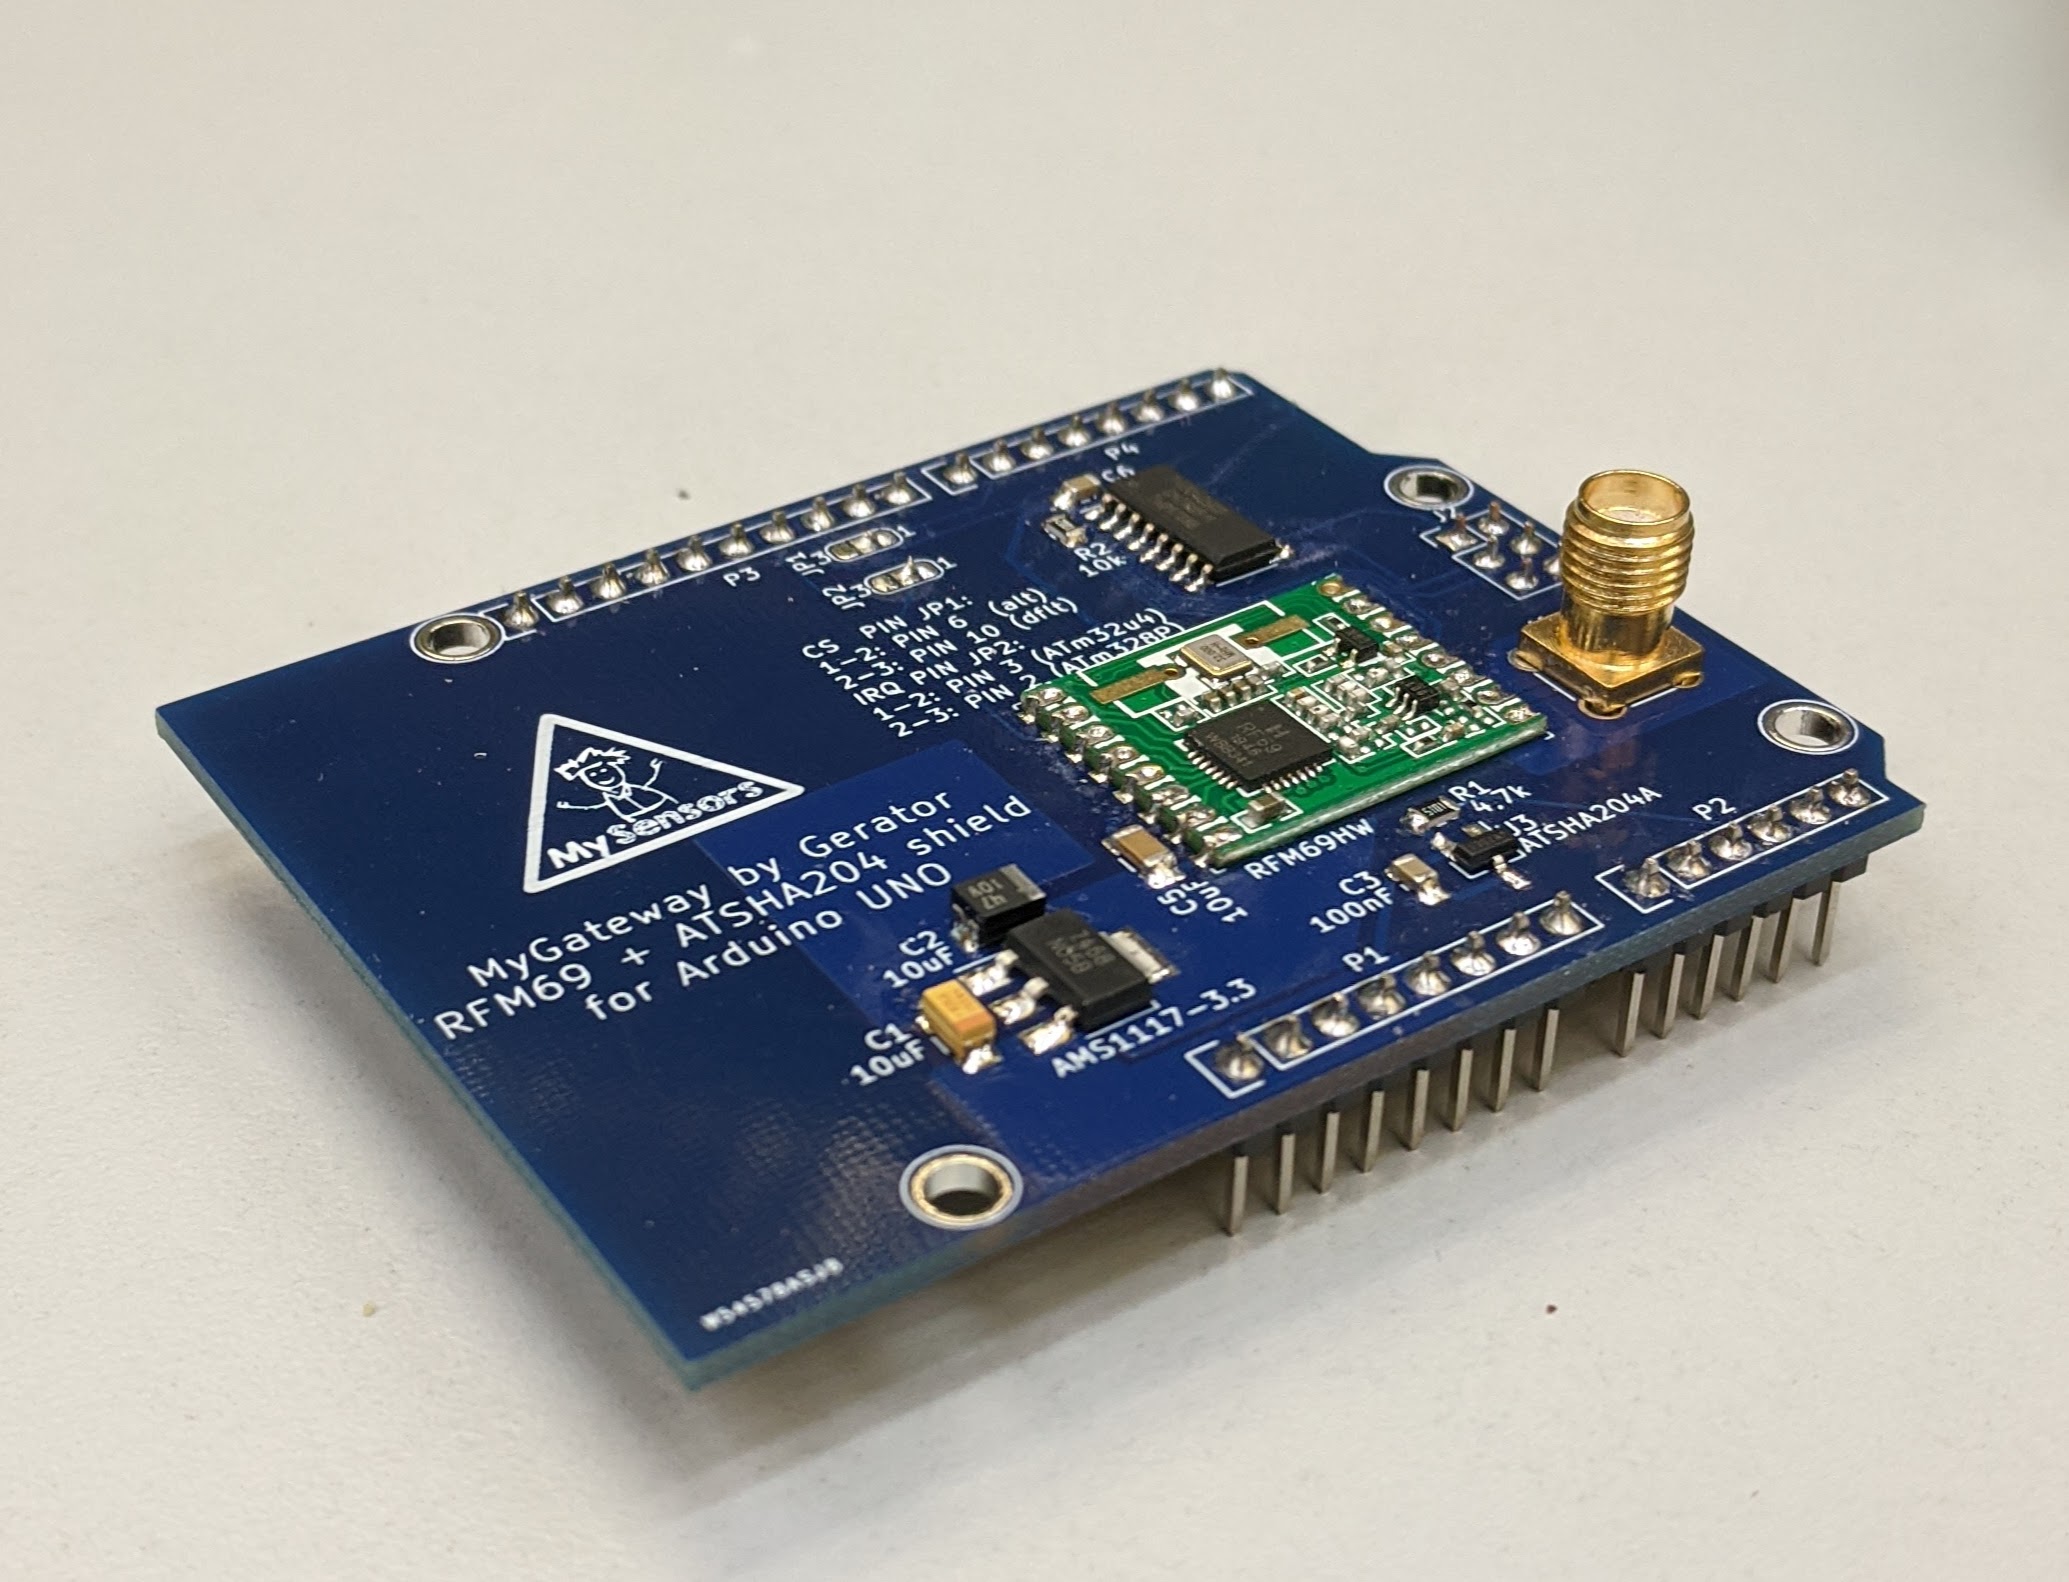 P4
C6
J2
R2
10k
P3
JP1
3
1
JP2
3
1
CS PIN JP1:
1-2: PIN 6 (alt)
2-3: PIN 10 (dflt)
IRQ PIN JP2:
1-2: PIN 3 (ATm32u4)
2-3: PIN 2 (ATm328P)
MySensors
MyGateway by Gerator
RFM69 + ATSHA204 shield
for Arduino UNO
R1
4.7k
ATSHA204A
RFM69HW
P2
C3
100nF
C5
10uF
P1
C2
10uF
C1
10uF
AMS1117-3.3